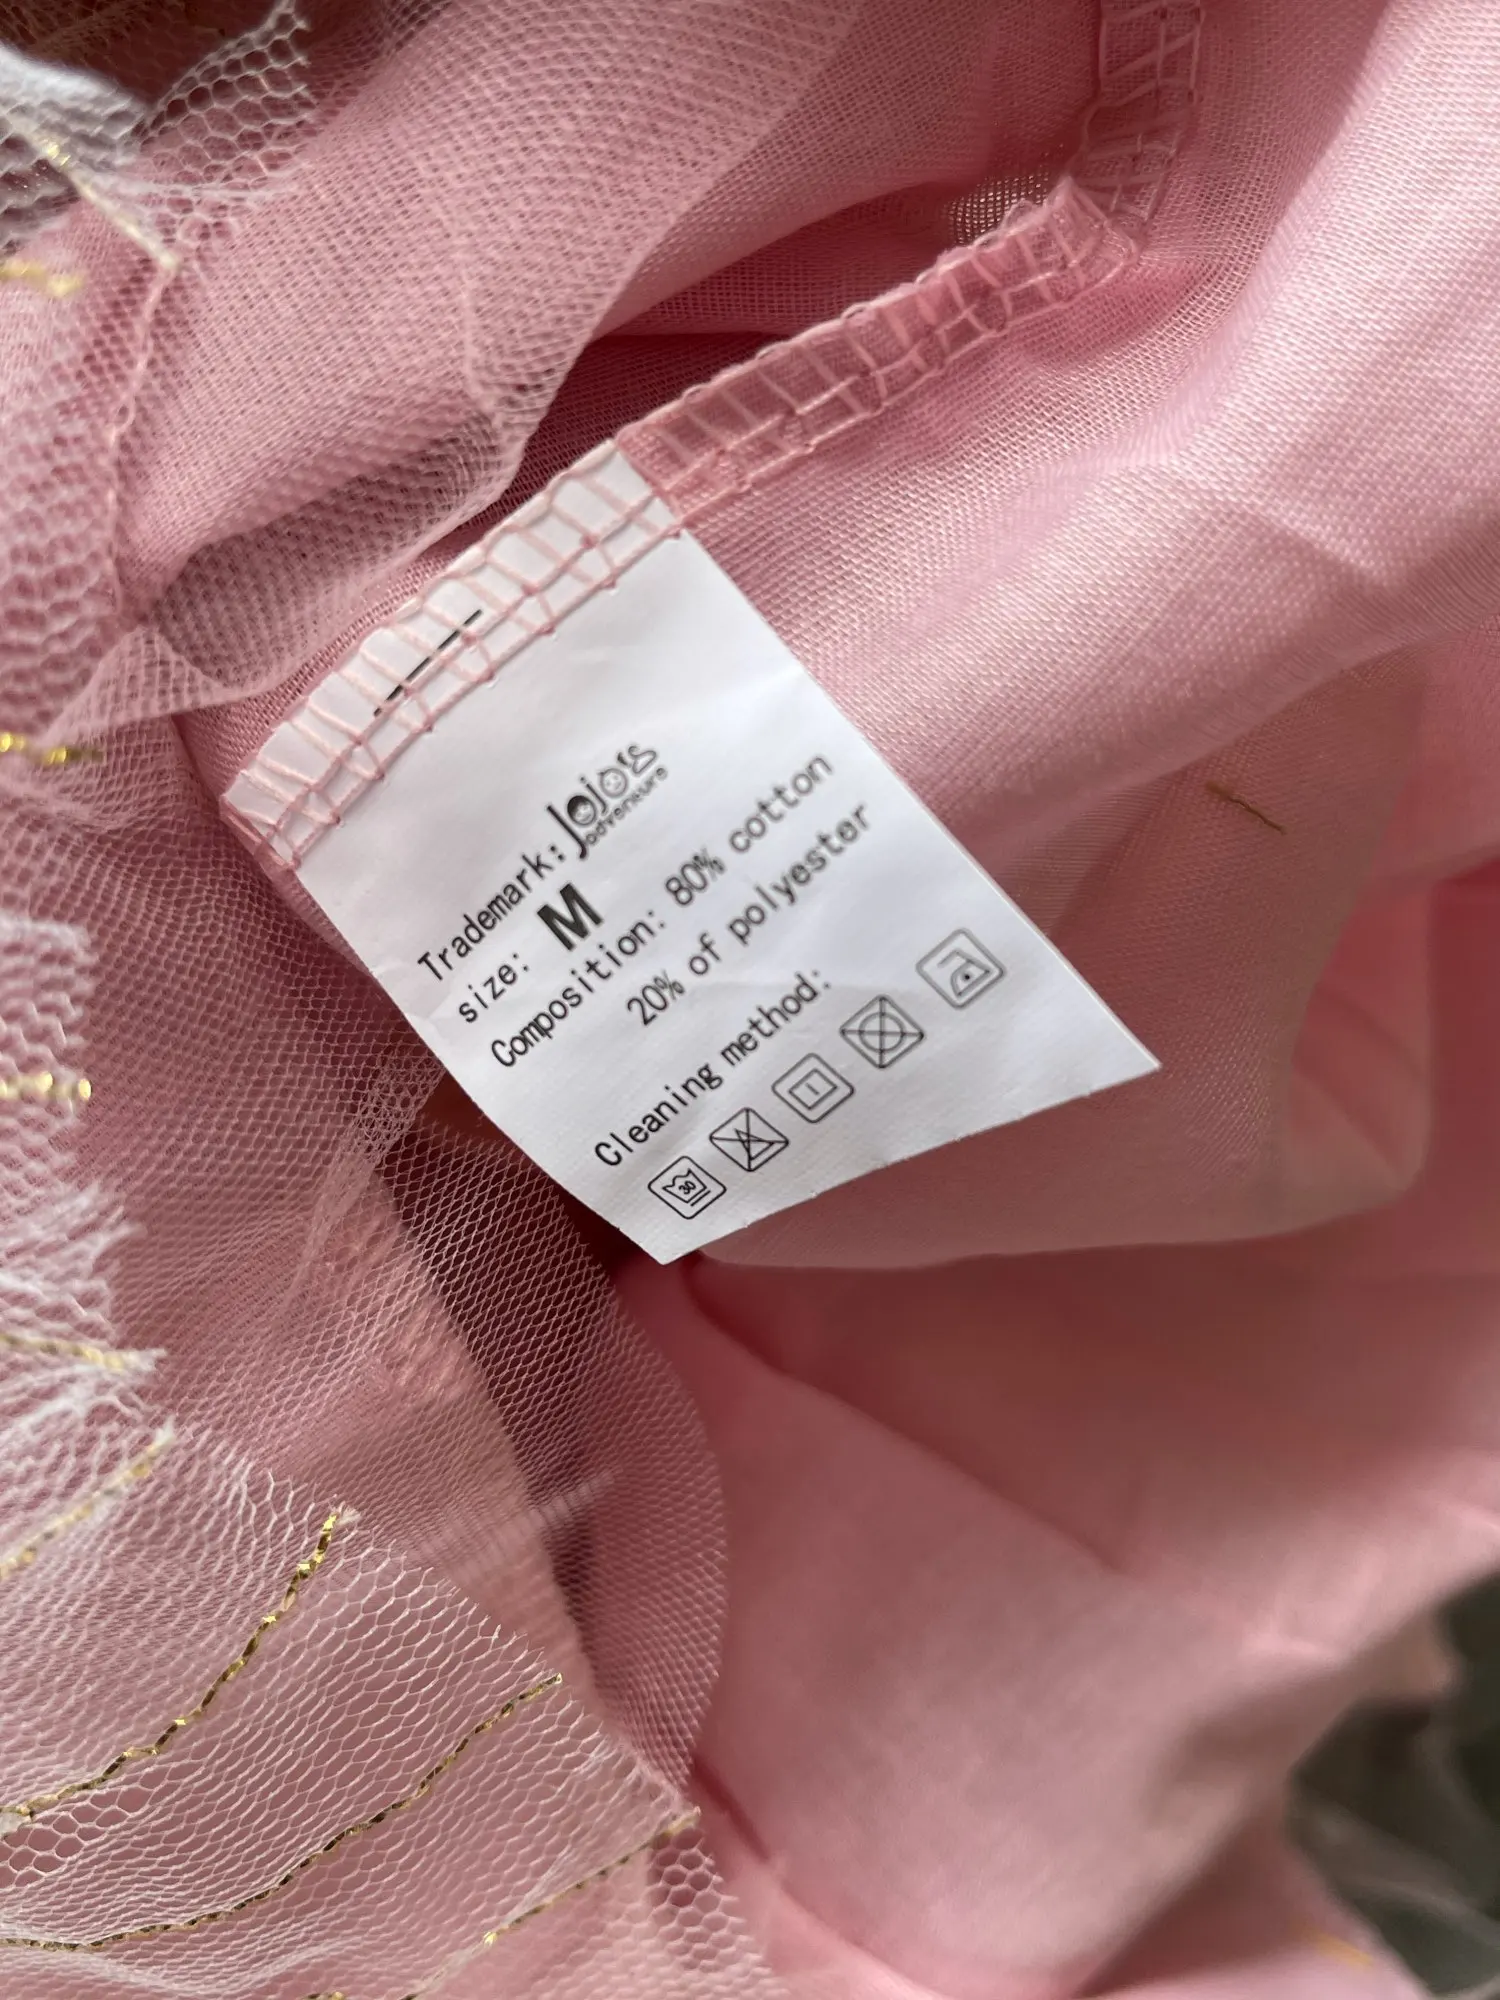 Trademark: Jojo's
adventure
size: M
Composition: 80% cotton
20% of polyester
Cleaning method:
30